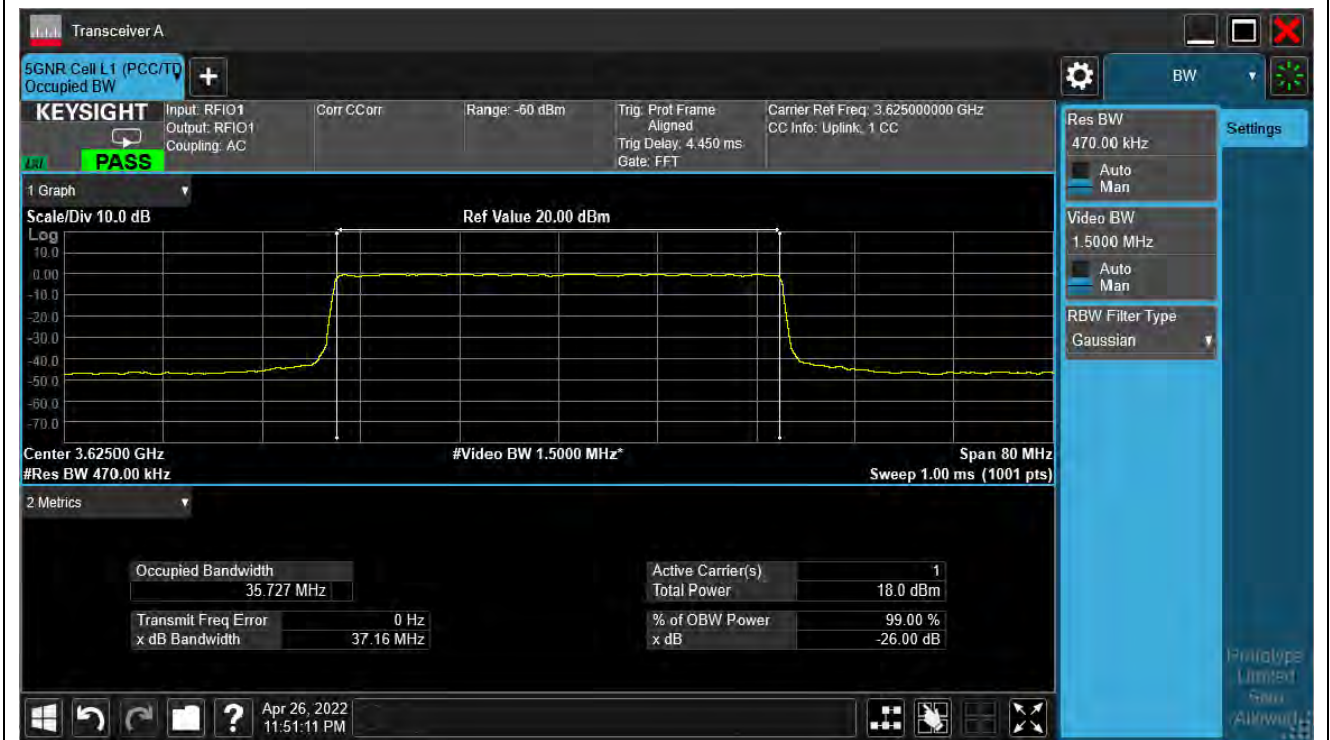 Transceiver A
5GNR Cell L1 (PCC/TD
Occupied BW
+
BW
KEYSIGHT
PASS
Input: RFIO1
Output: RFIO1
Coupling: AC
Corr CCorr
Range: -60 dBm
Trig: Prot Frame
Aligned
Trig Delay: 4.450 ms
Gate: FFT
Carrier Ref Freq: 3.625000000 GHz
CC Info: Uplink, 1 CC
Res BW
470.00 kHz
Auto
Man
Settings
Video BW
1.5000 MHz
Auto
Man
RBW Filter Type
Gaussian
1 Graph
Scale/Div 10.0 dB
Ref Value 20.00 dBm
Log
10.0
0.00
-10.0
-20.0
-30.0
-40.0
-50.0
-60.0
-70.0
Center 3.62500 GHz
#Video BW 1.5000 MHz*
Span 80 MHz
#Res BW 470.00 kHz
Sweep 1.00 ms (1001 pts)
2 Metrics
Occupied Bandwidth
35.727 MHz
Active Carrier(s) 1
Total Power 18.0 dBm
Transmit Freq Error 0 Hz
% of OBW Power 99.00 %
x dB Bandwidth 37.16 MHz
x dB -26.00 dB
?
Apr 26, 2022
11:51:11 PM
Prototype
Limited